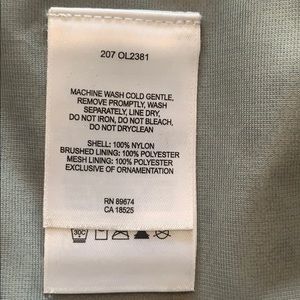 207 OL2381
MACHINE WASH COLD GENTLE,
REMOVE PROMPTLY, WASH
SEPARATELY, LINE DRY,
DO NOT IRON, DO NOT BLEACH,
DO NOT DRYCLEAN
SHELL: 100% NYLON
BRUSHED LINING: 100% POLYESTER
MESH LINING: 100% POLYESTER
EXCLUSIVE OF ORNAMENTATION
RN 89674
CA 18525
30C